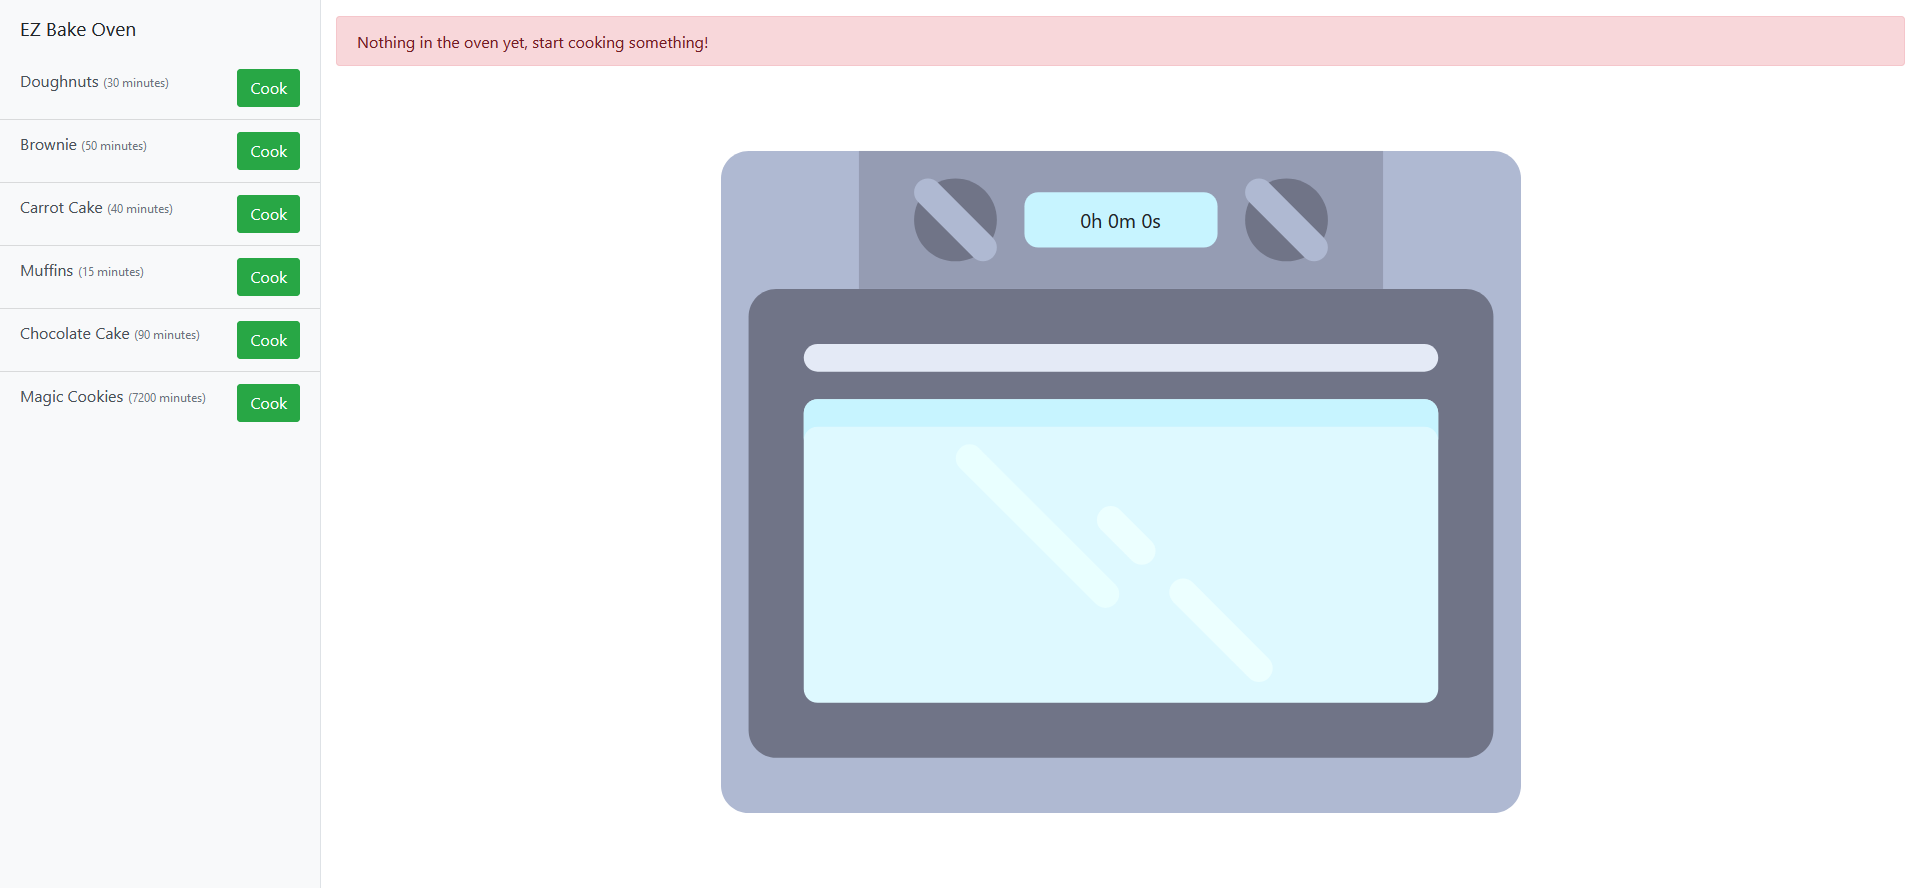 EZ Bake Oven
Doughnuts (30 minutes)
Cook
Brownie (50 minutes)
Cook
Carrot Cake (40 minutes)
Cook
Muffins (15 minutes)
Cook
Chocolate Cake (90 minutes)
Cook
Magic Cookies (7200 minutes)
Cook
Nothing in the oven yet, start cooking something!
0h 0m 0s